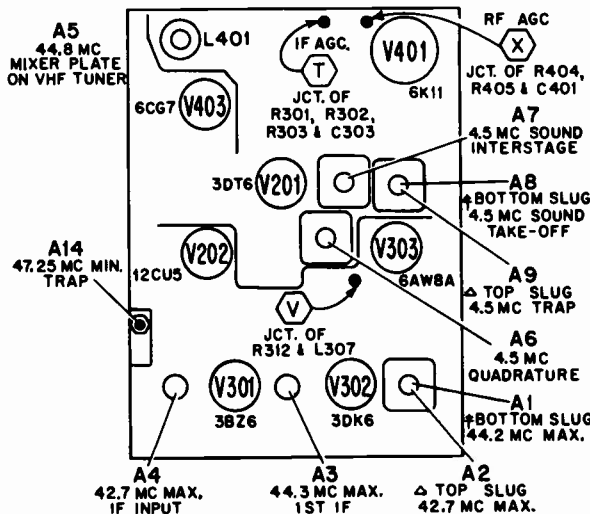 A5
44.8 MC
MIXER PLATE
ON VHF TUNER
L401
IF AGC.
T
JCT. OF
R301, R302,
R303 & C303
V401
6K11
RF AGC
X
JCT. OF R404,
R405 & C401
6CG7
V403
A7
4.5 MC SOUND
INTERSTAGE
3DT6
V201
A8
†BOTTOM SLUG
4.5 MC SOUND
TAKE-OFF
A14
47.25 MC MIN.
TRAP
12CU5
V202
V303
6AW8A
A9
△ TOP SLUG
4.5 MC TRAP
V
JCT. OF
R312 & L307
A6
4.5 MC
QUADRATURE
V301
3BZ6
V302
3DK6
A1
‡BOTTOM SLUG
44.2 MC MAX.
A4
42.7 MC MAX,
IF INPUT
A3
44.3 MC MAX.
1ST IF
A2
△ TOP SLUG
42.7 MC MAX.